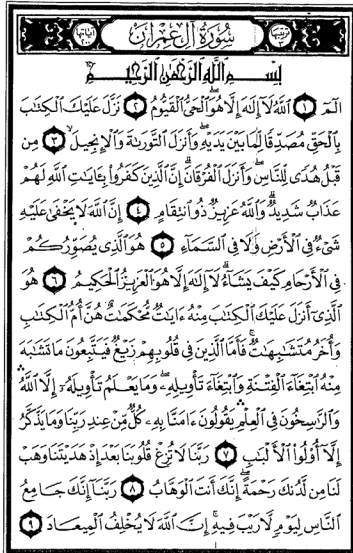 ترتيبها ٣ سُورَةُ آلِ عِمْرَانَ آياتها ٢٠٠
بِسْمِ ٱللَّهِ ٱلرَّحْمَٰنِ ٱلرَّحِيمِ
الٓمٓ ١ ٱللَّهُ لَآ إِلَٰهَ إِلَّا هُوَ ٱلْحَىُّ ٱلْقَيُّومُ ٢ نَزَّلَ عَلَيْكَ ٱلْكِتَٰبَ
بِٱلْحَقِّ مُصَدِّقًا لِّمَا بَيْنَ يَدَيْهِ وَأَنزَلَ ٱلتَّوْرَىٰةَ وَٱلْإِنجِيلَ ٣ مِن
قَبْلُ هُدًى لِّلنَّاسِ وَأَنزَلَ ٱلْفُرْقَانَ إِنَّ ٱلَّذِينَ كَفَرُوا۟ بِـَٔايَٰتِ ٱللَّهِ لَهُمْ
عَذَابٌ شَدِيدٌ وَٱللَّهُ عَزِيزٌ ذُو ٱنتِقَامٍ ٤ إِنَّ ٱللَّهَ لَا يَخْفَىٰ عَلَيْهِ
شَىْءٌ فِى ٱلْأَرْضِ وَلَا فِى ٱلسَّمَآءِ ٥ هُوَ ٱلَّذِى يُصَوِّرُكُمْ
فِى ٱلْأَرْحَامِ كَيْفَ يَشَآءُ لَآ إِلَٰهَ إِلَّا هُوَ ٱلْعَزِيزُ ٱلْحَكِيمُ ٦ هُوَ
ٱلَّذِىٓ أَنزَلَ عَلَيْكَ ٱلْكِتَٰبَ مِنْهُ ءَايَٰتٌ مُّحْكَمَٰتٌ هُنَّ أُمُّ ٱلْكِتَٰبِ
وَأُخَرُ مُتَشَٰبِهَٰتٌ فَأَمَّا ٱلَّذِينَ فِى قُلُوبِهِمْ زَيْغٌ فَيَتَّبِعُونَ مَا تَشَٰبَهَ
مِنْهُ ٱبْتِغَآءَ ٱلْفِتْنَةِ وَٱبْتِغَآءَ تَأْوِيلِهِ وَمَا يَعْلَمُ تَأْوِيلَهُۥٓ إِلَّا ٱللَّهُ
وَٱلرَّٰسِخُونَ فِى ٱلْعِلْمِ يَقُولُونَ ءَامَنَّا بِهِۦ كُلٌّ مِّنْ عِندِ رَبِّنَا وَمَا يَذَّكَّرُ
إِلَّآ أُو۟لُوا۟ ٱلْأَلْبَٰبِ ٧ رَبَّنَا لَا تُزِغْ قُلُوبَنَا بَعْدَ إِذْ هَدَيْتَنَا وَهَبْ
لَنَا مِن لَّدُنكَ رَحْمَةً إِنَّكَ أَنتَ ٱلْوَهَّابُ ٨ رَبَّنَآ إِنَّكَ جَامِعُ
ٱلنَّاسِ لِيَوْمٍ لَّا رَيْبَ فِيهِ إِنَّ ٱللَّهَ لَا يُخْلِفُ ٱلْمِيعَادَ ٩